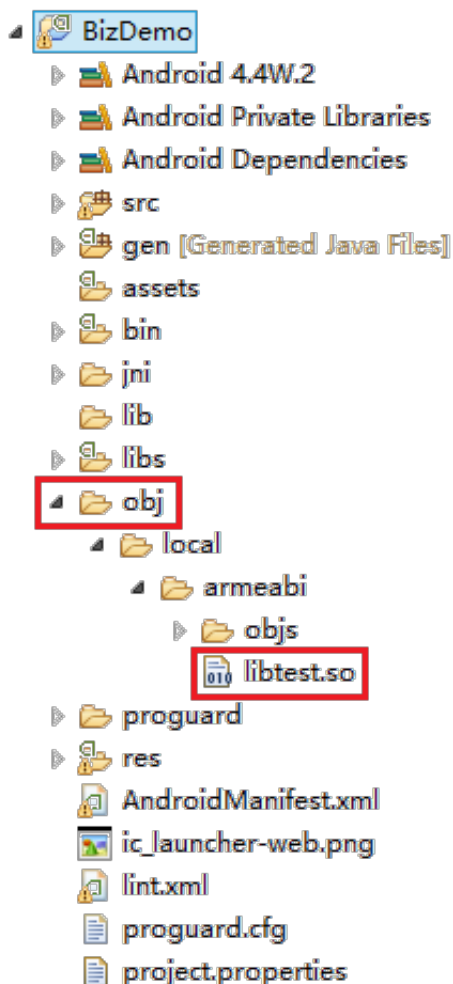 BizDemo
Android 4.4W.2
Android Private Libraries
Android Dependencies
src
gen [Generated Java Files]
assets
bin
jni
lib
libs
obj
local
armeabi
objs
010 libtest.so
proguard
res
AndroidManifest.xml
ic_launcher-web.png
lint.xml
proguard.cfg
project.properties